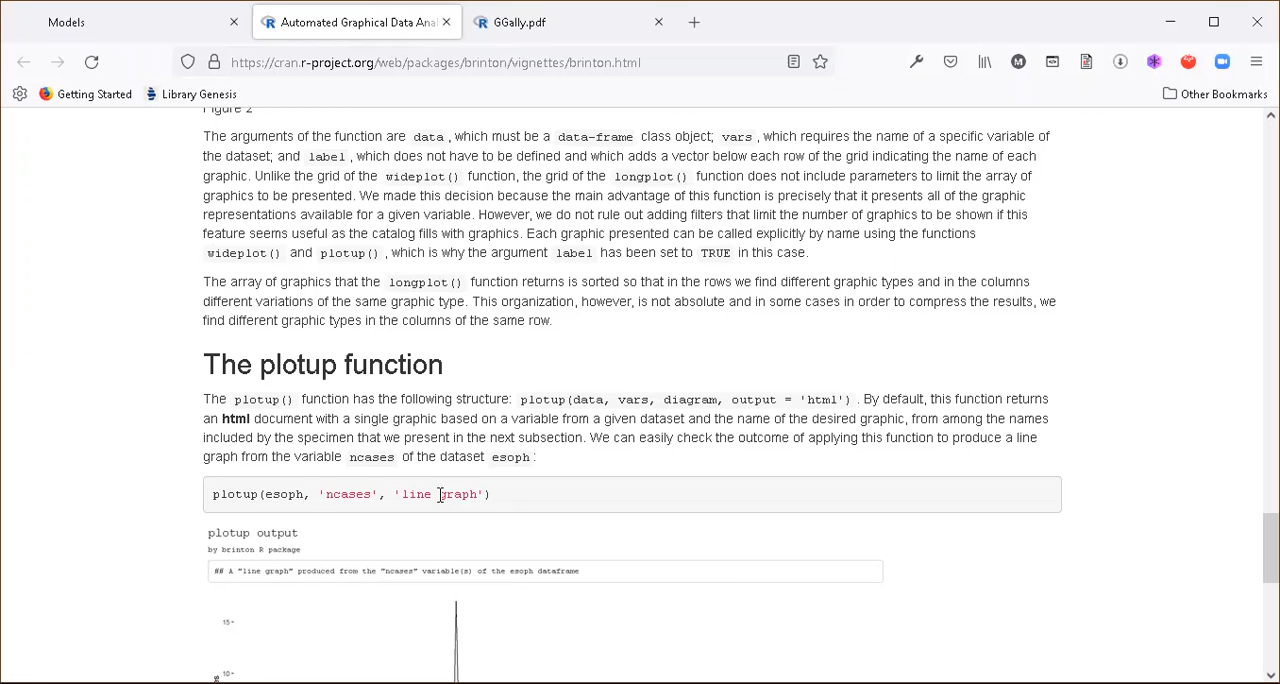 Models
Automated Graphical Data Anal
GGally.pdf
https://cran.r-project.org/web/packages/brinton/vignettes/brinton.html
Getting Started
Library Genesis
Other Bookmarks
Figure 2
The arguments of the function are data, which must be a data-frame class object; vars, which requires the name of a specific variable of
the dataset; and label, which does not have to be defined and which adds a vector below each row of the grid indicating the name of each
graphic. Unlike the grid of the wideplot() function, the grid of the longplot() function does not include parameters to limit the array of
graphics to be presented. We made this decision because the main advantage of this function is precisely that it presents all of the graphic
representations available for a given variable. However, we do not rule out adding filters that limit the number of graphics to be shown if this
feature seems useful as the catalog fills with graphics. Each graphic presented can be called explicitly by name using the functions
wideplot() and plotup(), which is why the argument label has been set to TRUE in this case.
The array of graphics that the longplot() function returns is sorted so that in the rows we find different graphic types and in the columns
different variations of the same graphic type. This organization, however, is not absolute and in some cases in order to compress the results, we
find different graphic types in the columns of the same row.
The plotup function
The plotup() function has the following structure: plotup(data, vars, diagram, output = 'html'). By default, this function returns
an html document with a single graphic based on a variable from a given dataset and the name of the desired graphic, from among the names
included by the specimen that we present in the next subsection. We can easily check the outcome of applying this function to produce a line
graph from the variable ncases of the dataset esoph:
plotup(esoph, 'ncases', 'line graph')
plotup output
by brinton R package
## A "line graph" produced from the "ncases" variable(s) of the esoph dataframe
15
10